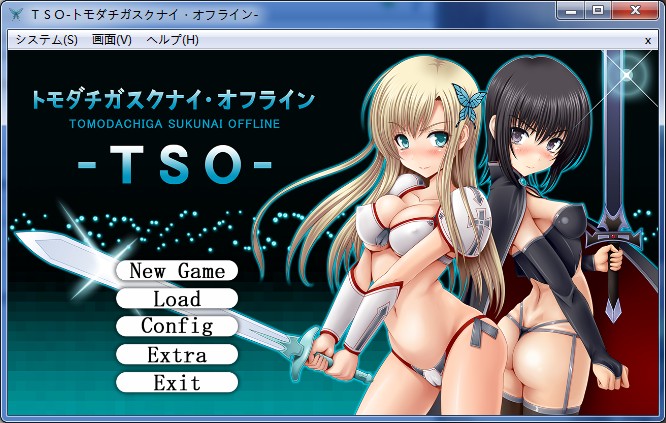 TSO-トモダチガスクナイ・オフライン-
システム(S) 画面(V) ヘルプ(H) x
トモダチガスクナイ・オフライン
TOMODACHIGA SUKUNAI OFFLINE
-TSO-
New Game
Load
Config
Extra
Exit